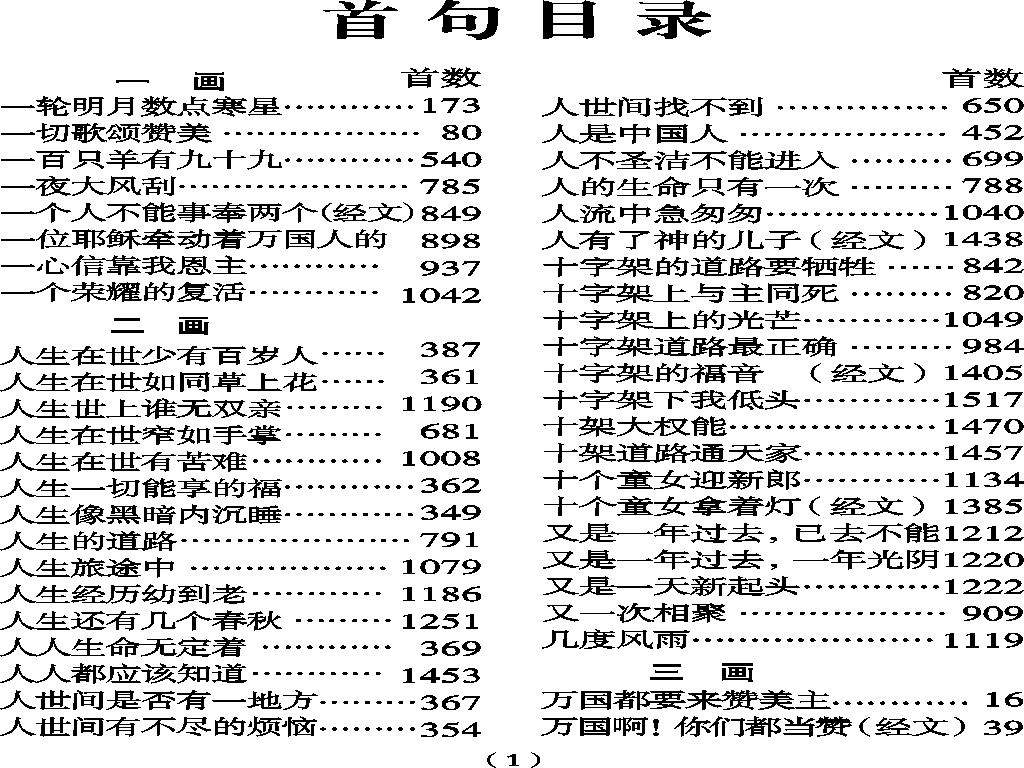 首句目录
一 画 首数
一轮明月数点寒星…………173
一切歌颂赞美………………80
一百只羊有九十九…………540
一夜大风刮…………………785
一个人不能事奉两个(经文)849
一位耶稣牵动着万国人的 898
一心信靠我恩主…………937
一个荣耀的复活…………1042
二 画
人生在世少有百岁人……387
人生在世如同草上花……361
人生世上谁无双亲………1190
人生在世窄如手掌………681
人生在世有苦难…………1008
人生一切能享的福…………362
人生像黑暗内沉睡…………349
人生的道路…………………791
人生旅途中………………1079
人生经历幼到老…………1186
人生还有几个春秋………1251
人人生命无定着…………369
人人都应该知道…………1453
人世间是否有一地方………367
人世间有不尽的烦恼………354
首数
人世间找不到……………650
人是中国人………………452
人不圣洁不能进入………699
人的生命只有一次………788
人流中急匆匆……………1040
人有了神的儿子(经文)1438
十字架的道路要牺牲……842
十字架上与主同死………820
十字架上的光芒…………1049
十字架道路最正确………984
十字架的福音 (经文)1405
十字架下我低头…………1517
十架大权能………………1470
十架道路通天家…………1457
十个童女迎新郎…………1134
十个童女拿着灯(经文)1385
又是一年过去,已去不能1212
又是一年过去,一年光阴1220
又是一天新起头…………1222
又一次相聚………………909
几度风雨…………………1119
三 画
万国都要来赞美主…………16
万国啊!你们都当赞(经文)39
(1)